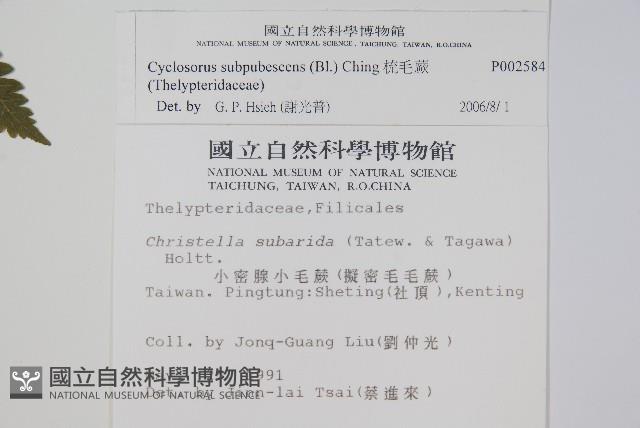 國立自然科學博物館
NATIONAL MUSEUM OF NATURAL SCIENCE, TAICHUNG, TAIWAN, R.O.CHINA
Cyclosorus subpubescens (Bl.) Ching 梳毛蕨 P002584
(Thelypteridaceae)
Det. by G. P. Hsieh (謝光普) 2006/8/1
國立自然科學博物館
NATIONAL MUSEUM OF NATURAL SCIENCE
TAICHUNG, TAIWAN, R.O.CHINA
Thelypteridaceae,Filicales
Christella subarida (Tatew. & Tagawa)
Holtt.
小密腺小毛蕨(擬密毛毛蕨)
Taiwan. Pingtung:Sheting(社頂),Kenting
Coll. by Jonq-Guang Liu(劉仲光)
1991
Det. by -lai Tsai(蔡進來)
國立自然科學博物館
NATIONAL MUSEUM OF NATURAL SCIENCE